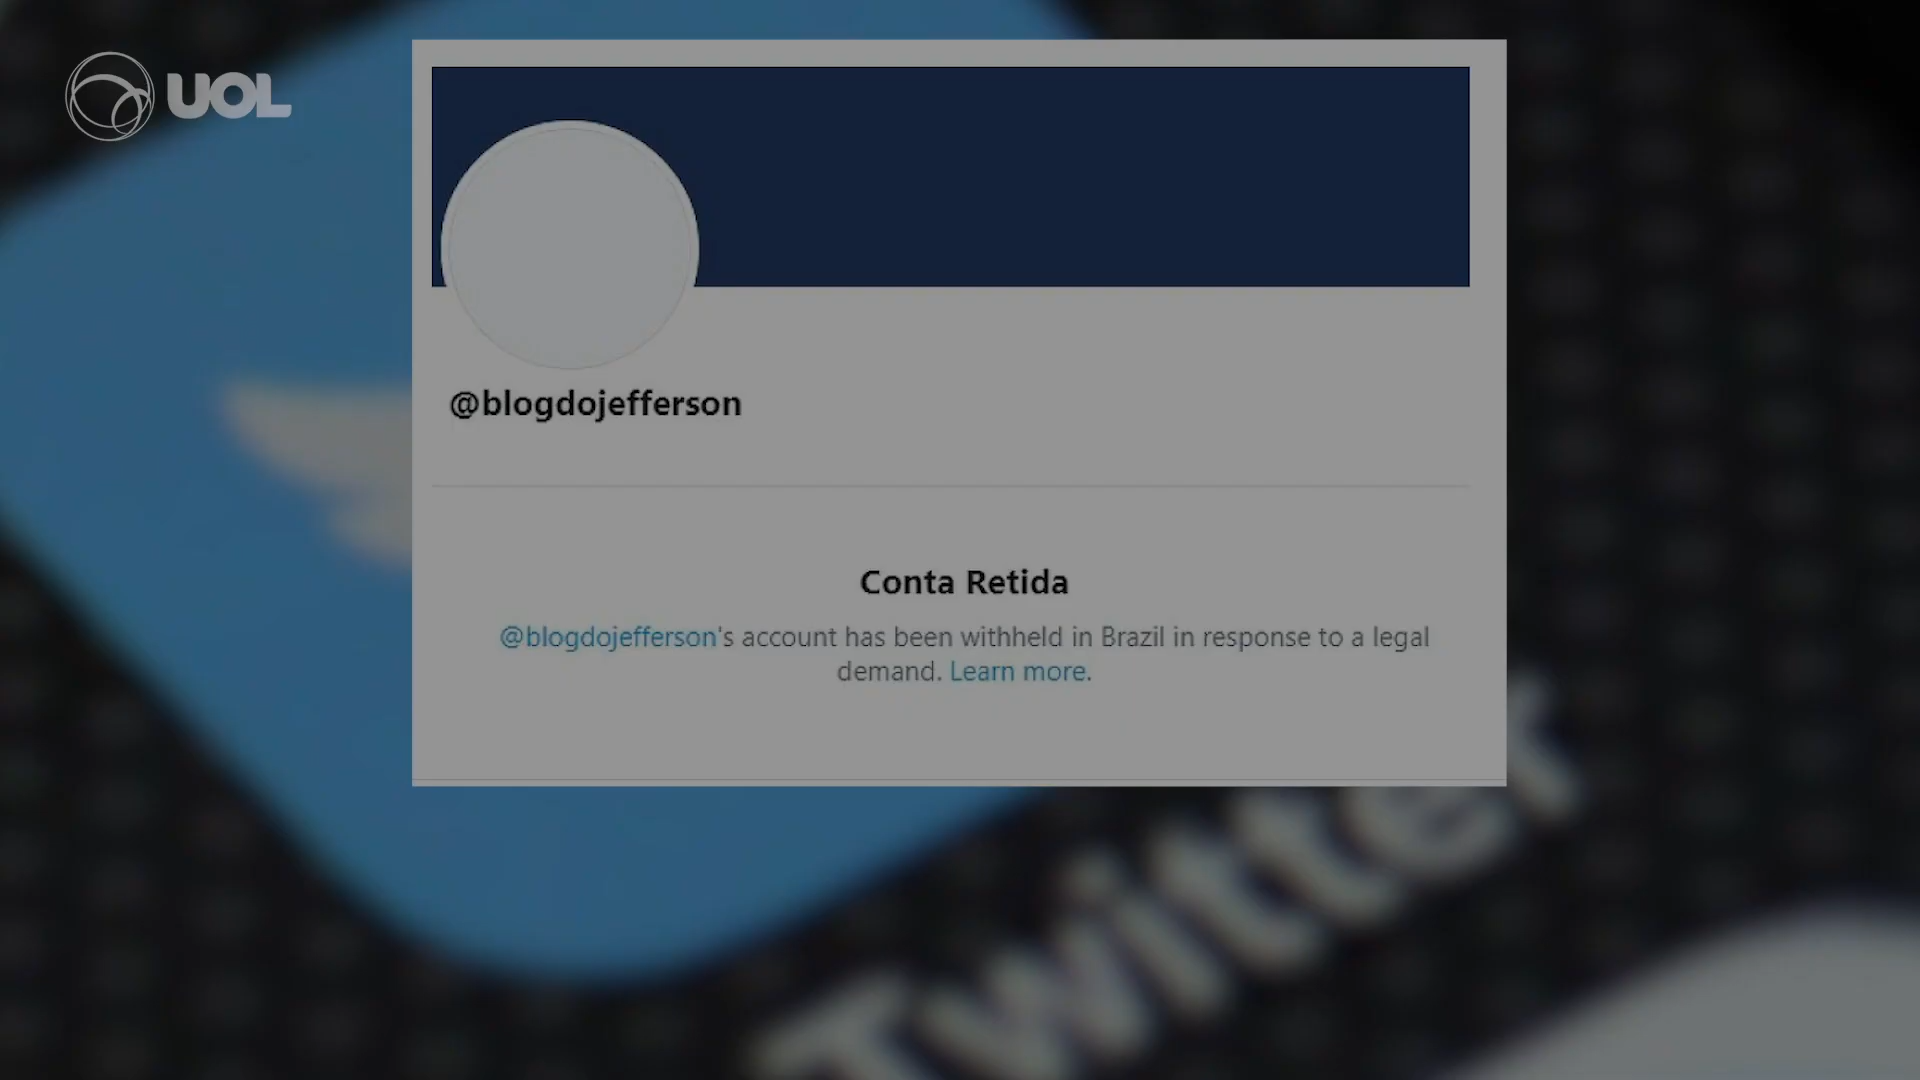 UOL
@blogdojefferson
Conta Retida
@blogdojefferson's account has been withheld in Brazil in response to a legal
demand. Learn more.
Twitter